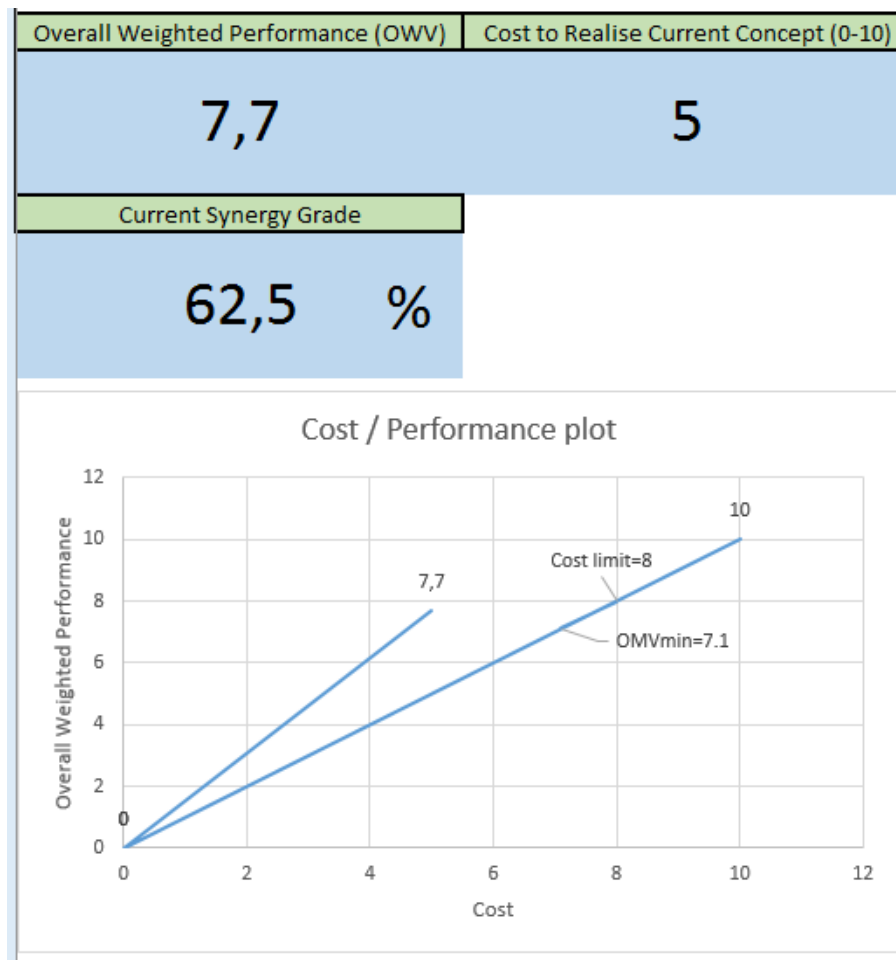 Overall Weighted Performance (OWV)
Cost to Realise Current Concept (0-10)
7,7
5
Current Synergy Grade
62,5 %
Cost / Performance plot
Overall Weighted Performance
12
10
8
6
4
2
0
0
7,7
10
Cost limit=8
OMVmin=7.1
0 2 4 6 8 10 12
Cost